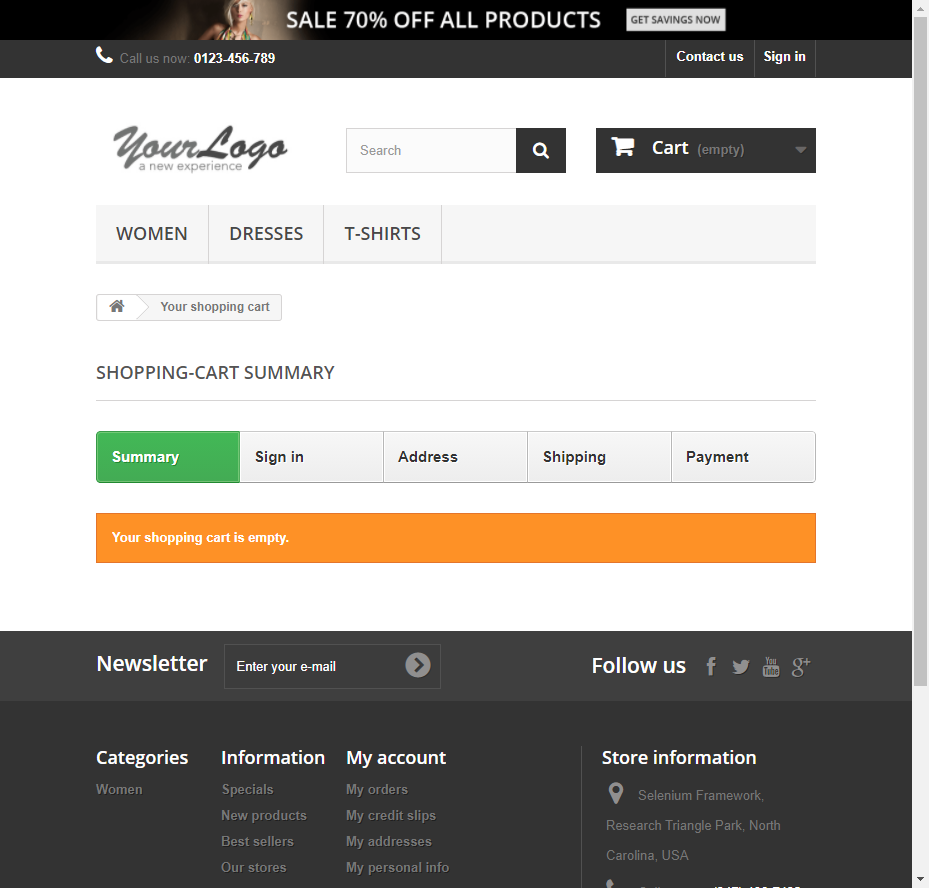 SALE 70% OFF ALL PRODUCTS GET SAVINGS NOW
Call us now: 0123-456-789 Contact us Sign in
YourLogo
a new experience
Search
Cart (empty)
WOMEN DRESSES T-SHIRTS
Your shopping cart
SHOPPING-CART SUMMARY
Summary Sign in Address Shipping Payment
Your shopping cart is empty.
Newsletter Enter your e-mail Follow us
Categories Information My account Store information
Women Specials My orders
Selenium Framework,
New products My credit slips
Research Triangle Park, North
Best sellers My addresses
Carolina, USA
Our stores My personal info